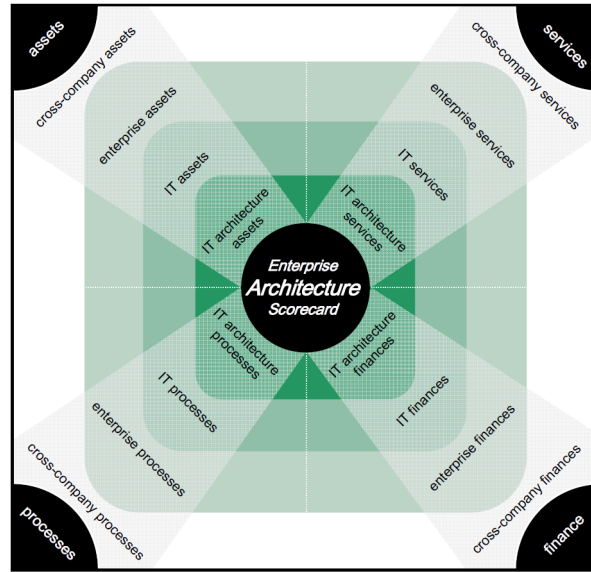 assets
services
cross-company assets
cross-company services
enterprise assets
enterprise services
IT assets
IT services
IT architecture
assets
IT architecture
services
Enterprise
Architecture
Scorecard
IT architecture
processes
IT architecture
finances
IT processes
IT finances
enterprise processes
enterprise finances
cross-company processes
cross-company finances
processes
finance